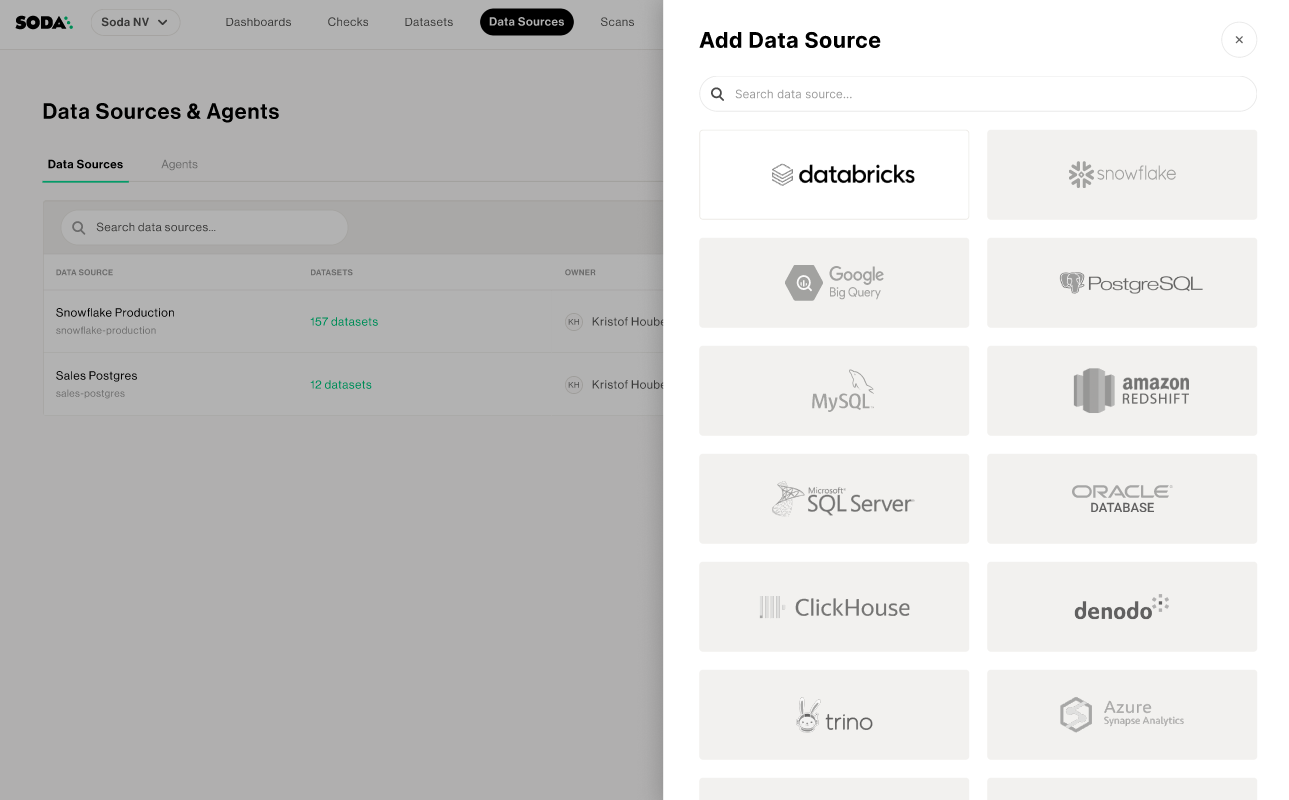 SODA
Soda NV
Dashboards
Checks
Datasets
Data Sources
Scans
Data Sources & Agents
Data Sources
Agents
Search data sources...
DATA SOURCE
DATASETS
OWNER
Snowflake Production
snowflake-production
157 datasets
KH
Kristof Hoube
Sales Postgres
sales-postgres
12 datasets
KH
Kristof Hoube
Add Data Source
Search data source...
databricks
snowflake
Google
Big Query
PostgreSQL
MySQL
amazon
REDSHIFT
Microsoft
SQL Server
ORACLE
DATABASE
ClickHouse
denodo
trino
Azure
Synapse Analytics